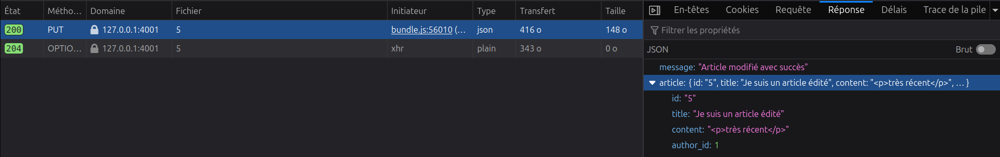 État Métho... Domaine Fichier Initiateur Type Transfert Taille
200 PUT 127.0.0.1:4001 5 bundle.js:56010 (... json 416 o 148 o
204 OPTIO... 127.0.0.1:4001 5 xhr plain 343 o 0 o
En-têtes Cookies Requête Réponse Délais Trace de la pile
Filtrer les propriétés
JSON Brut
message: "Article modifié avec succès"
article: { id: "5", title: "Je suis un article édité", content: "<p>très récent</p>", ... }
id: "5"
title: "Je suis un article édité"
content: "<p>très récent</p>"
author_id: 1